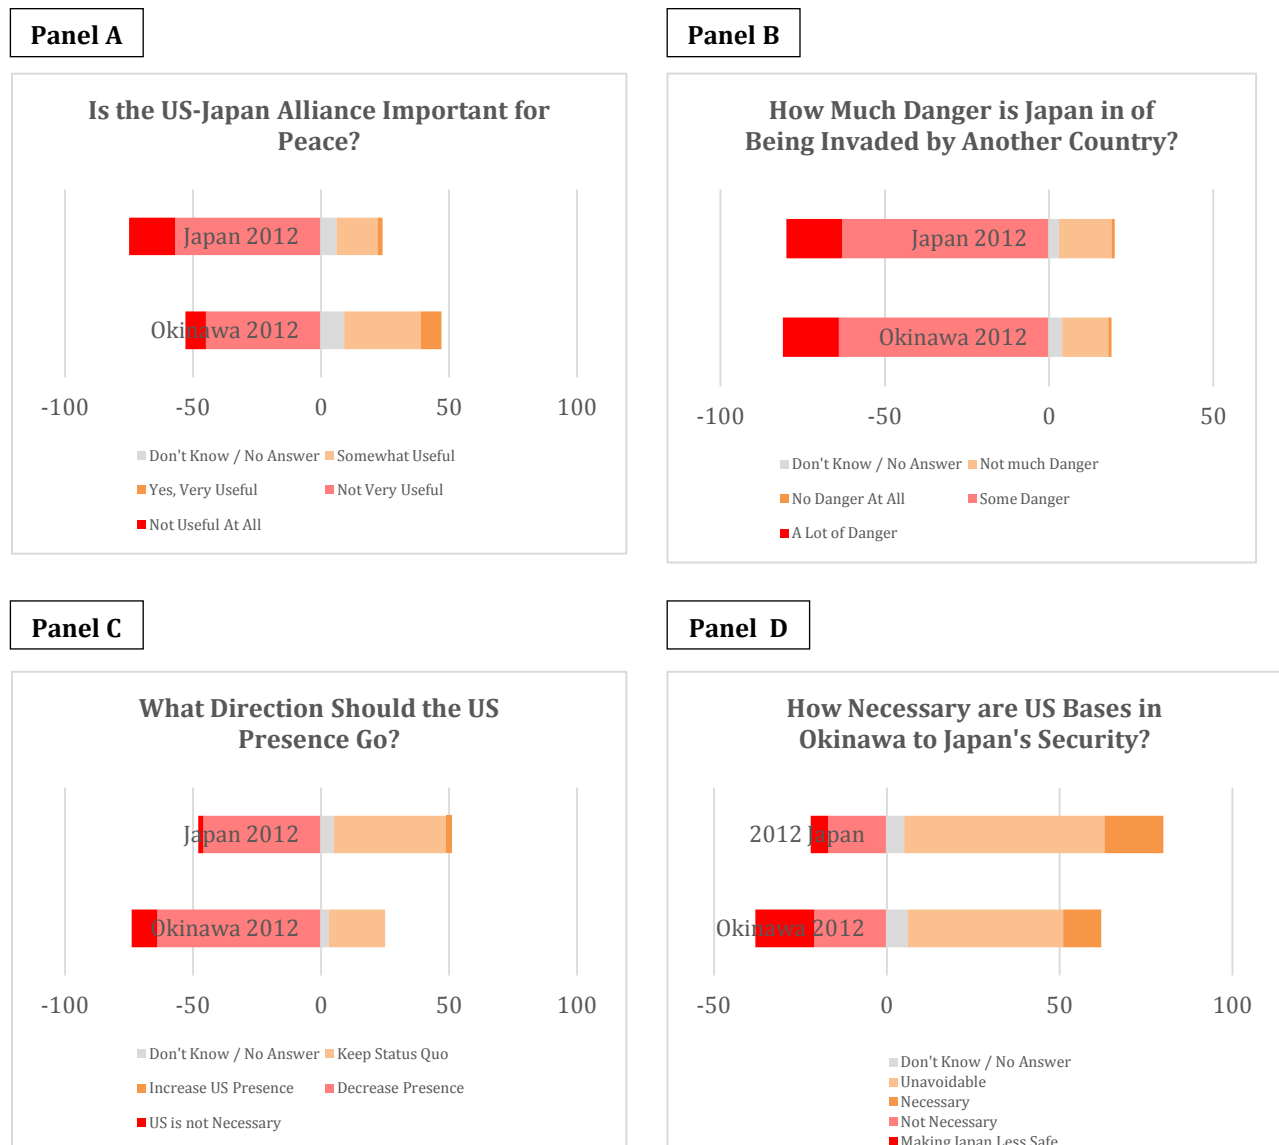 Panel A
Is the US-Japan Alliance Important for
Peace?
Japan 2012
Okinawa 2012
-100 -50 0 50 100
Don't Know / No Answer Somewhat Useful
Yes, Very Useful Not Very Useful
Not Useful At All
Panel B
How Much Danger is Japan in of
Being Invaded by Another Country?
Japan 2012
Okinawa 2012
-100 -50 0 50
Don't Know / No Answer Not much Danger
No Danger At All Some Danger
A Lot of Danger
Panel C
What Direction Should the US
Presence Go?
Japan 2012
Okinawa 2012
-100 -50 0 50 100
Don't Know / No Answer Keep Status Quo
Increase US Presence Decrease Presence
US is not Necessary
Panel D
How Necessary are US Bases in
Okinawa to Japan's Security?
2012 Japan
Okinawa 2012
-50 0 50 100
Don't Know / No Answer
Unavoidable
Necessary
Not Necessary
Making Japan Less Safe